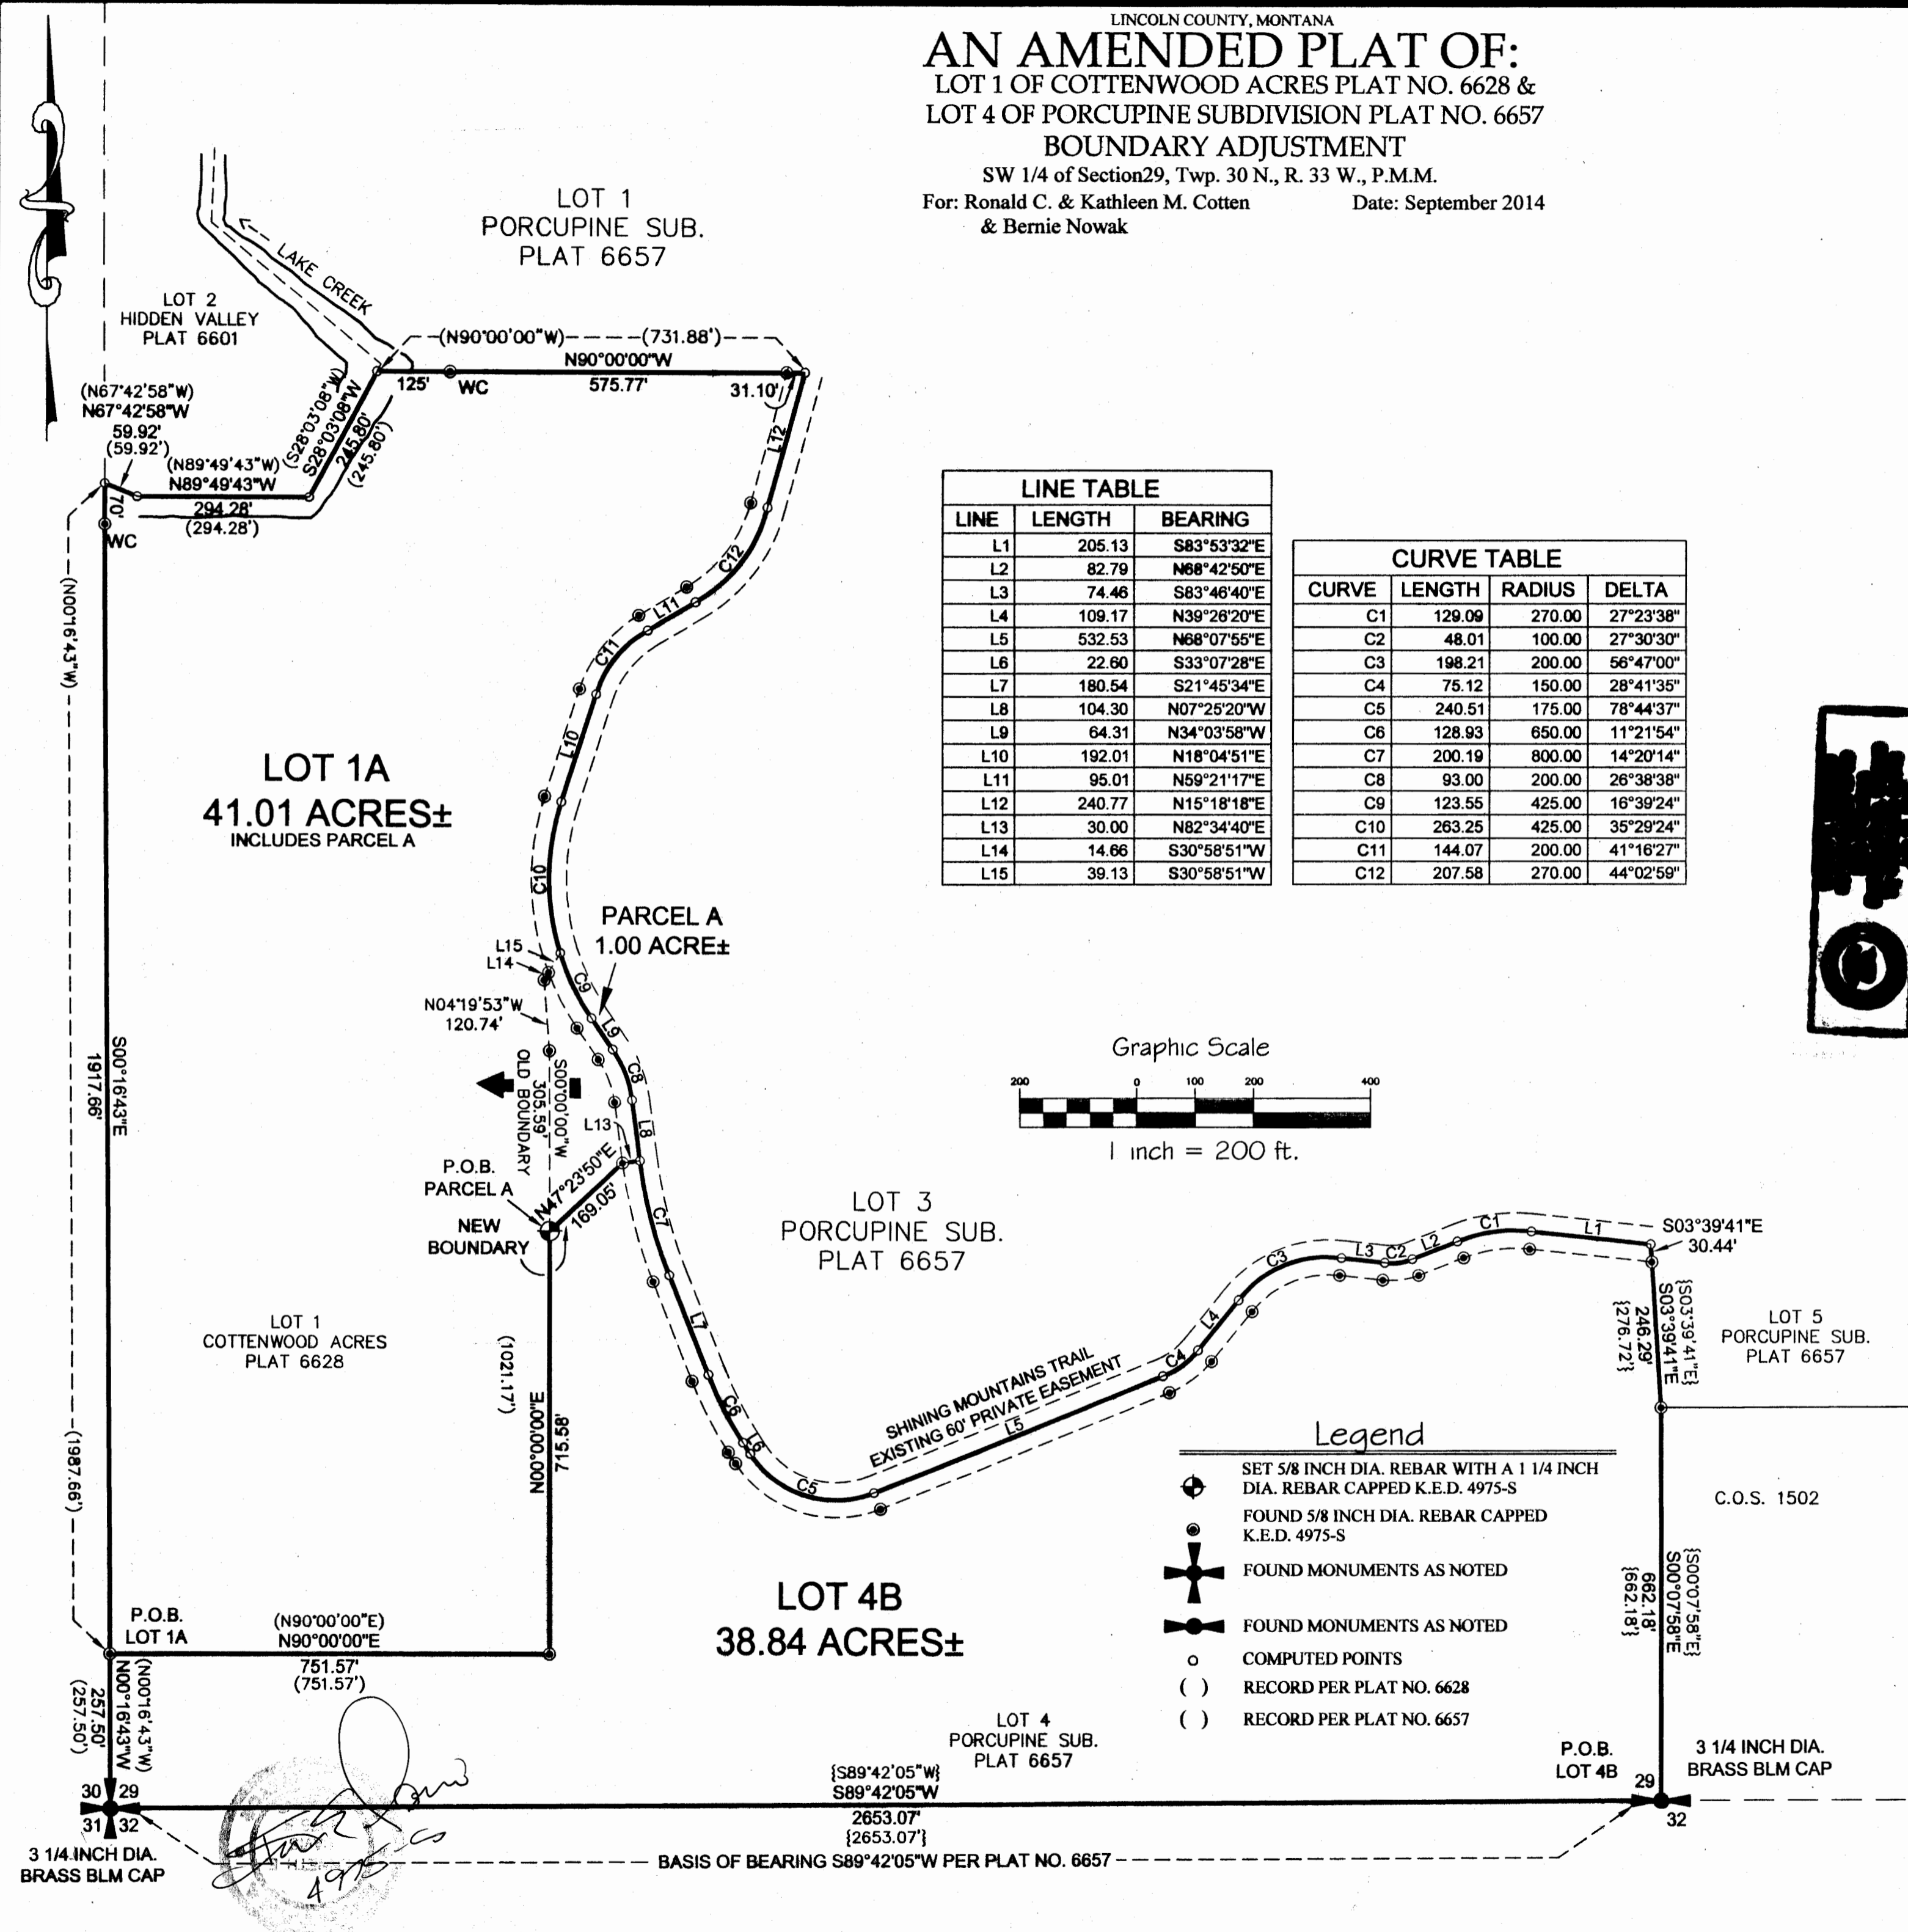 LINCOLN COUNTY, MONTANA
AN AMENDED PLAT OF:
LOT 1 OF COTTENWOOD ACRES PLAT NO. 6628 &
LOT 4 OF PORCUPINE SUBDIVISION PLAT NO. 6657
BOUNDARY ADJUSTMENT
SW 1/4 of Section29, Twp. 30 N., R. 33 W., P.M.M.
For: Ronald C. & Kathleen M. Cotten Date: September 2014
& Bernie Nowak
LOT 1
PORCUPINE SUB.
PLAT 6657
LAKE CREEK
LOT 2
HIDDEN VALLEY
PLAT 6601
(N90°00'00"W) (731.88')
N90°00'00"W
125'
WC
575.77'
31.10'
(N67°42'58"W)
N67°42'58"W
59.92'
(59.92')
(N89°49'43"W)
N89°49'43"W
294.28'
(294.28')
(S28°03'08"W)
S28°03'08"W
245.80'
(245.80')
70'
WC
L12
C12
L11
C11
L10
C10
LINE TABLE
LINE LENGTH BEARING
L1 205.13 S83°53'32"E
L2 82.79 N68°42'50"E
L3 74.46 S83°46'40"E
L4 109.17 N39°26'20"E
L5 532.53 N68°07'55"E
L6 22.60 S33°07'28"E
L7 180.54 S21°45'34"E
L8 104.30 N07°25'20"W
L9 64.31 N34°03'58"W
L10 192.01 N18°04'51"E
L11 95.01 N59°21'17"E
L12 240.77 N15°18'18"E
L13 30.00 N82°34'40"E
L14 14.66 S30°58'51"W
L15 39.13 S30°58'51"W
CURVE TABLE
CURVE LENGTH RADIUS DELTA
C1 129.09 270.00 27°23'38"
C2 48.01 100.00 27°30'30"
C3 198.21 200.00 56°47'00"
C4 75.12 150.00 28°41'35"
C5 240.51 175.00 78°44'37"
C6 128.93 650.00 11°21'54"
C7 200.19 800.00 14°20'14"
C8 93.00 200.00 26°38'38"
C9 123.55 425.00 16°39'24"
C10 263.25 425.00 35°29'24"
C11 144.07 200.00 41°16'27"
C12 207.58 270.00 44°02'59"
(N00°16'43"W)
(1987.66')
S00°16'43"E
1917.66'
LOT 1A
41.01 ACRES±
INCLUDES PARCEL A
PARCEL A
1.00 ACRE±
L15
L14
C9
L9
N04°19'53"W
120.74'
C8
S00°00'00"W
305.59'
OLD BOUNDARY
L13
L8
P.O.B.
PARCEL A
N47°23'50"E
169.05'
NEW
BOUNDARY
C7
L7
C6
L6
C5
Graphic Scale
200 0 100 200 400
1 inch = 200 ft.
LOT 3
PORCUPINE SUB.
PLAT 6657
LOT 1
COTTENWOOD ACRES
PLAT 6628
(1021.17')
N00°00'00"E
715.58'
SHINING MOUNTAINS TRAIL
EXISTING 60' PRIVATE EASEMENT
L5
C4
L4
C3
L3
C2
L2
C1
L1
S03°39'41"E
30.44'
{S03°39'41"E}
S03°39'41"E
246.29'
{276.72'}
LOT 5
PORCUPINE SUB.
PLAT 6657
C.O.S. 1502
{S00°07'58"E}
S00°07'58"E
662.18'
{662.18'}
Legend
SET 5/8 INCH DIA. REBAR WITH A 1 1/4 INCH
DIA. REBAR CAPPED K.E.D. 4975-S
FOUND 5/8 INCH DIA. REBAR CAPPED
K.E.D. 4975-S
FOUND MONUMENTS AS NOTED
FOUND MONUMENTS AS NOTED
COMPUTED POINTS
( ) RECORD PER PLAT NO. 6628
( ) RECORD PER PLAT NO. 6657
LOT 4B
38.84 ACRES±
P.O.B.
LOT 1A
(N90°00'00"E)
N90°00'00"E
751.57'
(751.57')
(N00°16'43"W)
N00°16'43"W
257.50'
(257.50')
LOT 4
PORCUPINE SUB.
PLAT 6657
{S89°42'05"W}
S89°42'05"W
2653.07'
{2653.07'}
P.O.B.
LOT 4B
3 1/4 INCH DIA.
BRASS BLM CAP
29
32
30 29
31 32
3 1/4 INCH DIA.
BRASS BLM CAP
BASIS OF BEARING S89°42'05"W PER PLAT NO. 6657